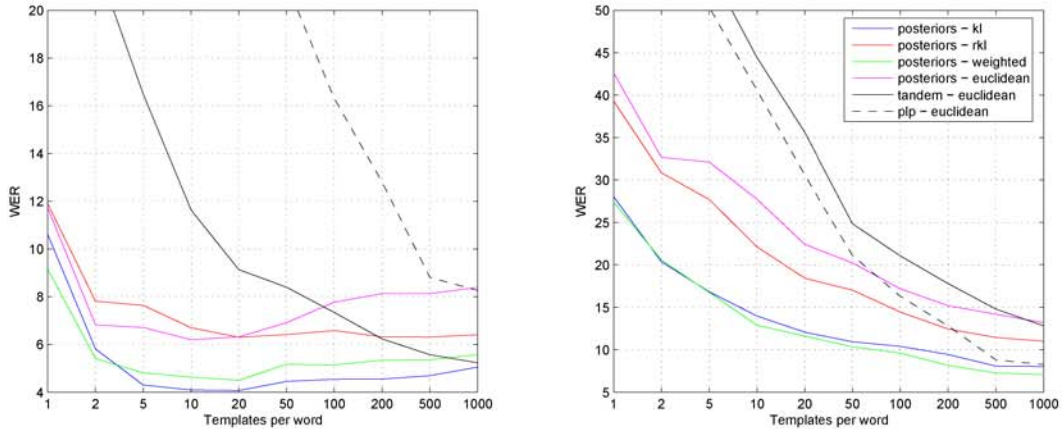 20
18
16
14
12
10
8
6
4
WER
1 2 5 10 20 50 100 200 500 1000
Templates per word
50
45
40
35
30
25
20
15
10
5
WER
1 2 5 10 20 50 100 200 500 1000
Templates per word
posteriors − kl
posteriors − rkl
posteriors − weighted
posteriors − euclidean
tandem − euclidean
plp − euclidean